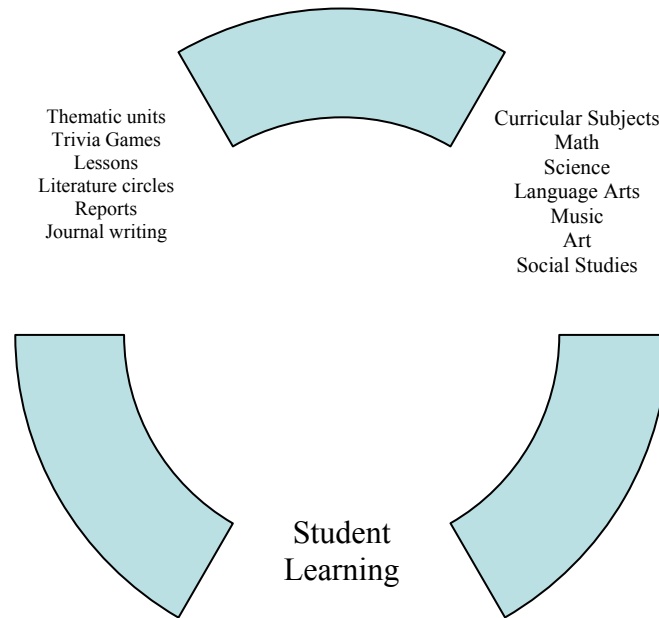 Thematic units
Trivia Games
Lessons
Literature circles
Reports
Journal writing
Curricular Subjects
Math
Science
Language Arts
Music
Art
Social Studies
Student
Learning